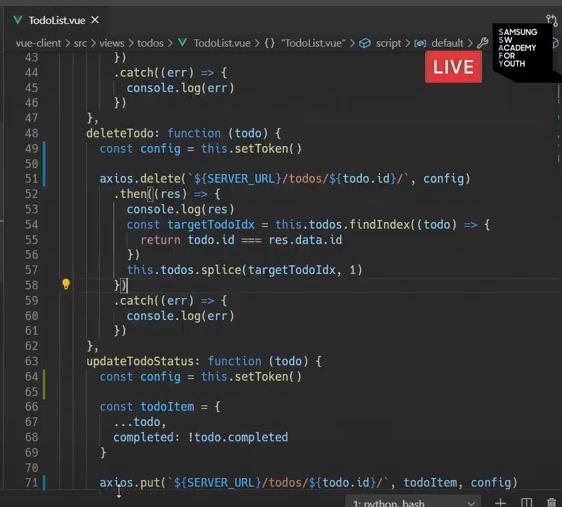 TodoList.vue
vue-client > src > views > todos > TodoList.vue > {} "TodoList.vue" > script > default >
SAMSUNG
SW
ACADEMY
FOR
YOUTH
LIVE
43 })
44 .catch((err) => {
45 console.log(err)
46 })
47 },
48 deleteTodo: function (todo) {
49 const config = this.setToken()
50
51 axios.delete(`${SERVER_URL}/todos/${todo.id}/`, config)
52 .then((res) => {
53 console.log(res)
54 const targetTodoIdx = this.todos.findIndex((todo) => {
55 return todo.id === res.data.id
56 })
57 this.todos.splice(targetTodoIdx, 1)
58 })
59 .catch((err) => {
60 console.log(err)
61 })
62 },
63 updateTodoStatus: function (todo) {
64 const config = this.setToken()
65
66 const todoItem = {
67 ...todo,
68 completed: !todo.completed
69 }
70
71 axios.put(`${SERVER_URL}/todos/${todo.id}/`, todoItem, config)
1: python, bash